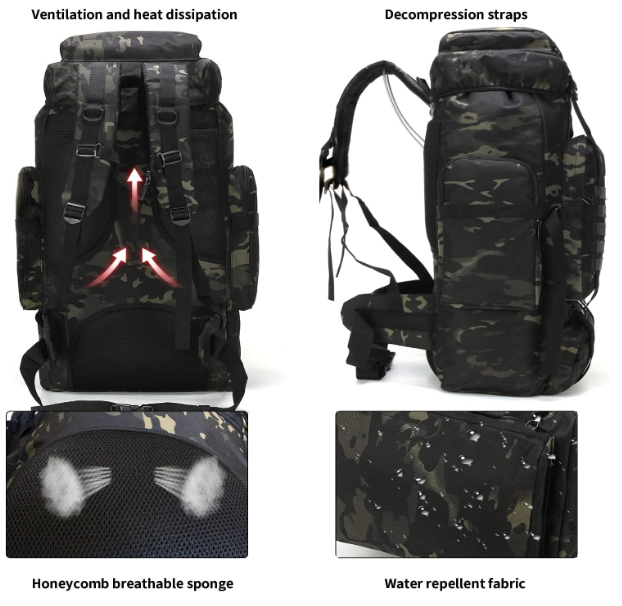 Ventilation and heat dissipation
Decompression straps
Honeycomb breathable sponge
Water repellent fabric